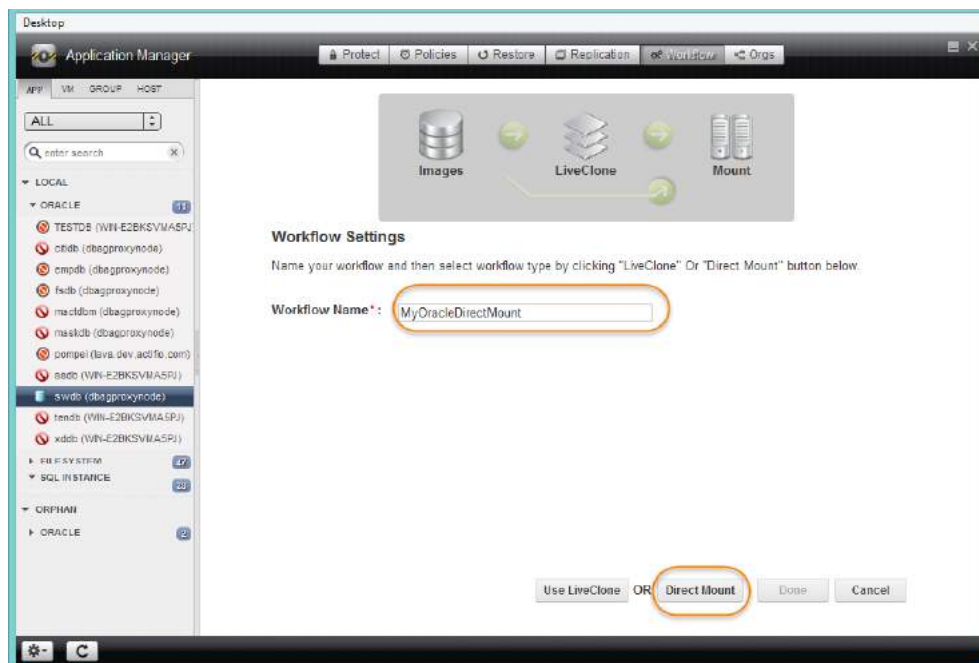 Desktop
Application Manager
Protect Policies Restore Replication Workflow Orgs
APP VM GROUP HOST
ALL
enter search
LOCAL
ORACLE 11
TESTDB (WIN-E2BKSVMA5PJ
citidb (dbagproxynode)
empdb (dbagproxynode)
fsdb (dbagproxynode)
mactdbm (dbagproxynode)
maskdb (dbagproxynode)
pompei (lava.dev.actifio.com)
(WIN-E2BKSVMA5PJ)
swdb (dbagproxynode)
tendb (WIN-E2BKSVMA5PJ)
xddb (WIN-E2BKSVMA5PJ)
FILE SYSTEM
SQL INSTANCE
ORPHAN
ORACLE 2
Images LiveClone Mount
Workflow Settings
Name your workflow and then select workflow type by clicking "LiveClone" Or "Direct Mount" button below.
Workflow Name*: MyOracleDirectMount
Use LiveClone OR Direct Mount Done Cancel